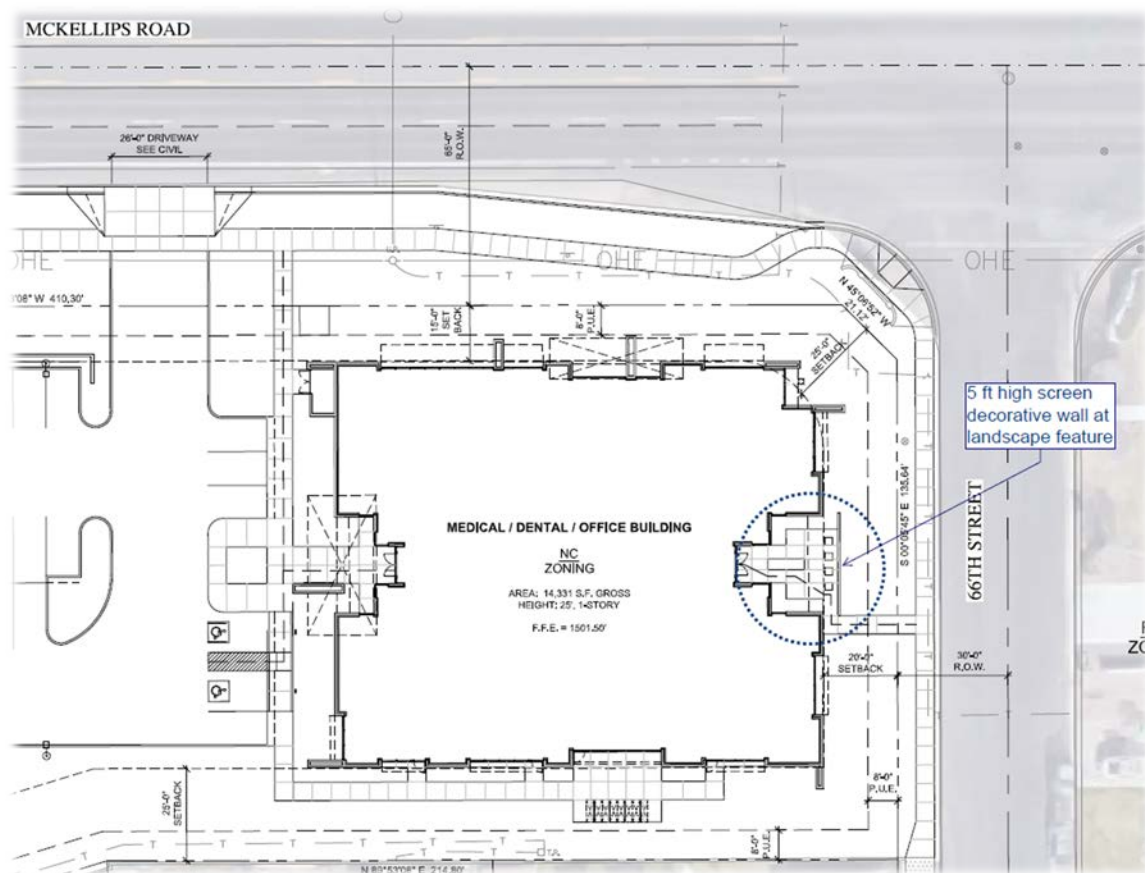 MCKELLIPS ROAD
26'-0" DRIVEWAY
SEE CIVIL
65'-0"
R.O.W.
OHE
OHE
OHE
N 45°06'52" W
21.12'
410.30'
15'-0"
SET
BACK
8'-0"
P.U.E.
25'-0"
SETBACK
5 ft high screen
decorative wall at
landscape feature
S 00°06'45" E 135.64'
66TH STREET
MEDICAL / DENTAL / OFFICE BUILDING
NC
ZONING
AREA: 14,331 S.F. GROSS
HEIGHT: 25', 1-STORY
F.F.E. = 1501.50'
20'-0"
SETBACK
30'-0"
R.O.W.
ZO
25'-0"
SETBACK
8'-0"
P.U.E.
8'-0"
P.U.E.
N 89°53'08" E 214.80'